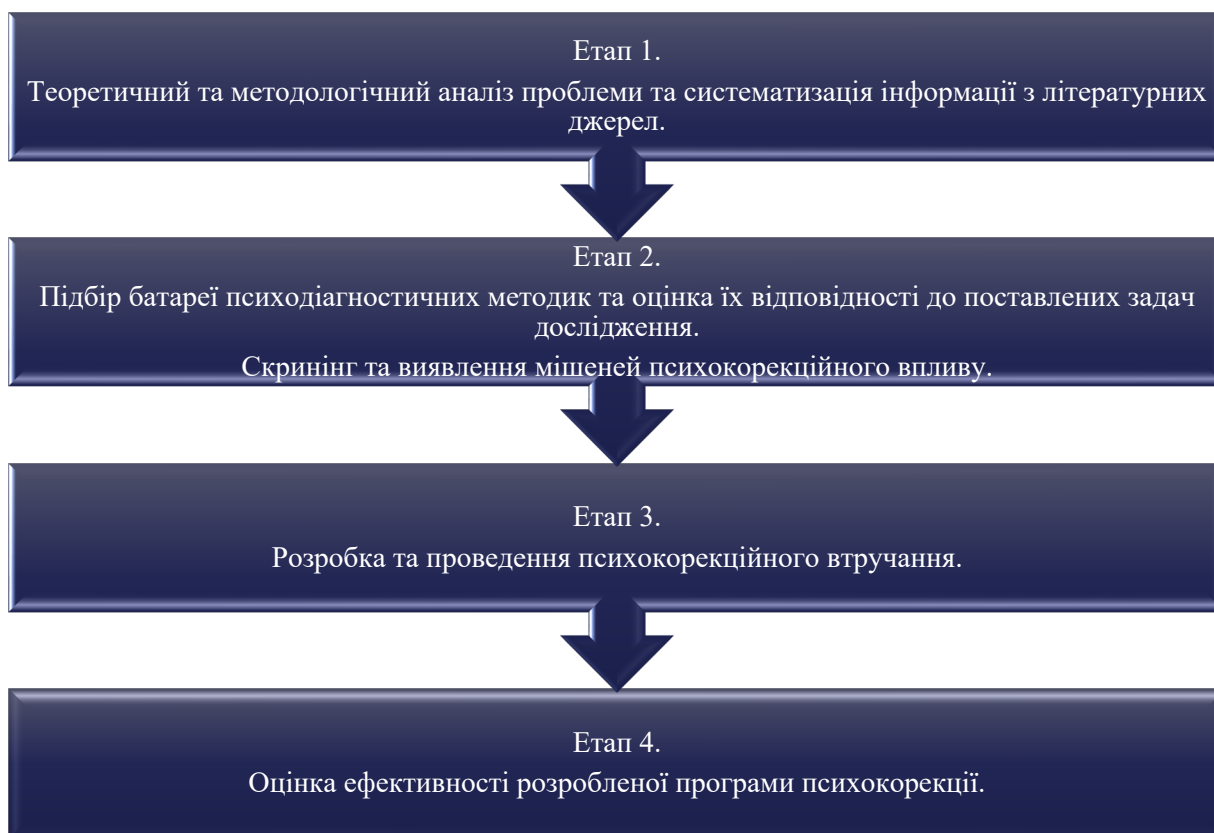 Етап 1.
Теоретичний та методологічний аналіз проблеми та систематизація інформації з літературних
джерел.
Етап 2.
Підбір батареї психодіагностичних методик та оцінка їх відповідності до поставлених задач
дослідження.
Скринінг та виявлення мішеней психокорекційного впливу.
Етап 3.
Розробка та проведення психокорекційного втручання.
Етап 4.
Оцінка ефективності розробленої програми психокорекції.